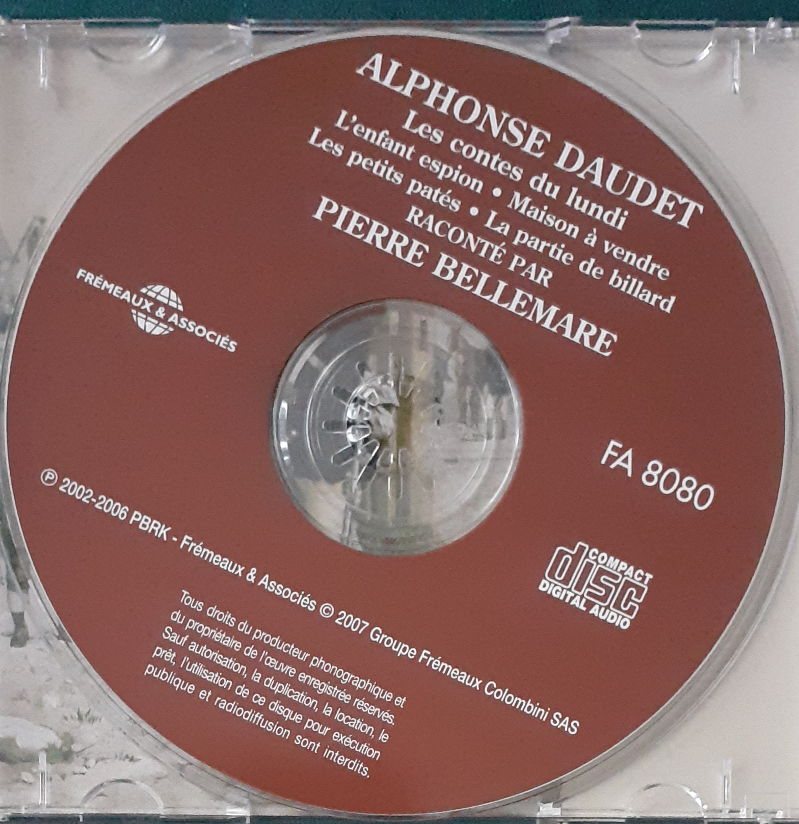 ALPHONSE DAUDET
Les contes du lundi
L'enfant espion • Maison à vendre
Les petits patés • La partie de billard
RACONTÉ PAR
PIERRE BELLEMARE
FRÉMEAUX & ASSOCIÉS
FA 8080
COMPACT
disc
DIGITAL AUDIO
℗ 2002-2006 PBRK - Frémeaux & Associés © 2007 Groupe Frémeaux Colombini SAS
Tous droits du producteur phonographique et
du propriétaire de l'œuvre enregistrée réservés.
Sauf autorisation, la duplication, la location, le
prêt, l'utilisation de ce disque pour exécution
publique et radiodiffusion sont interdits.